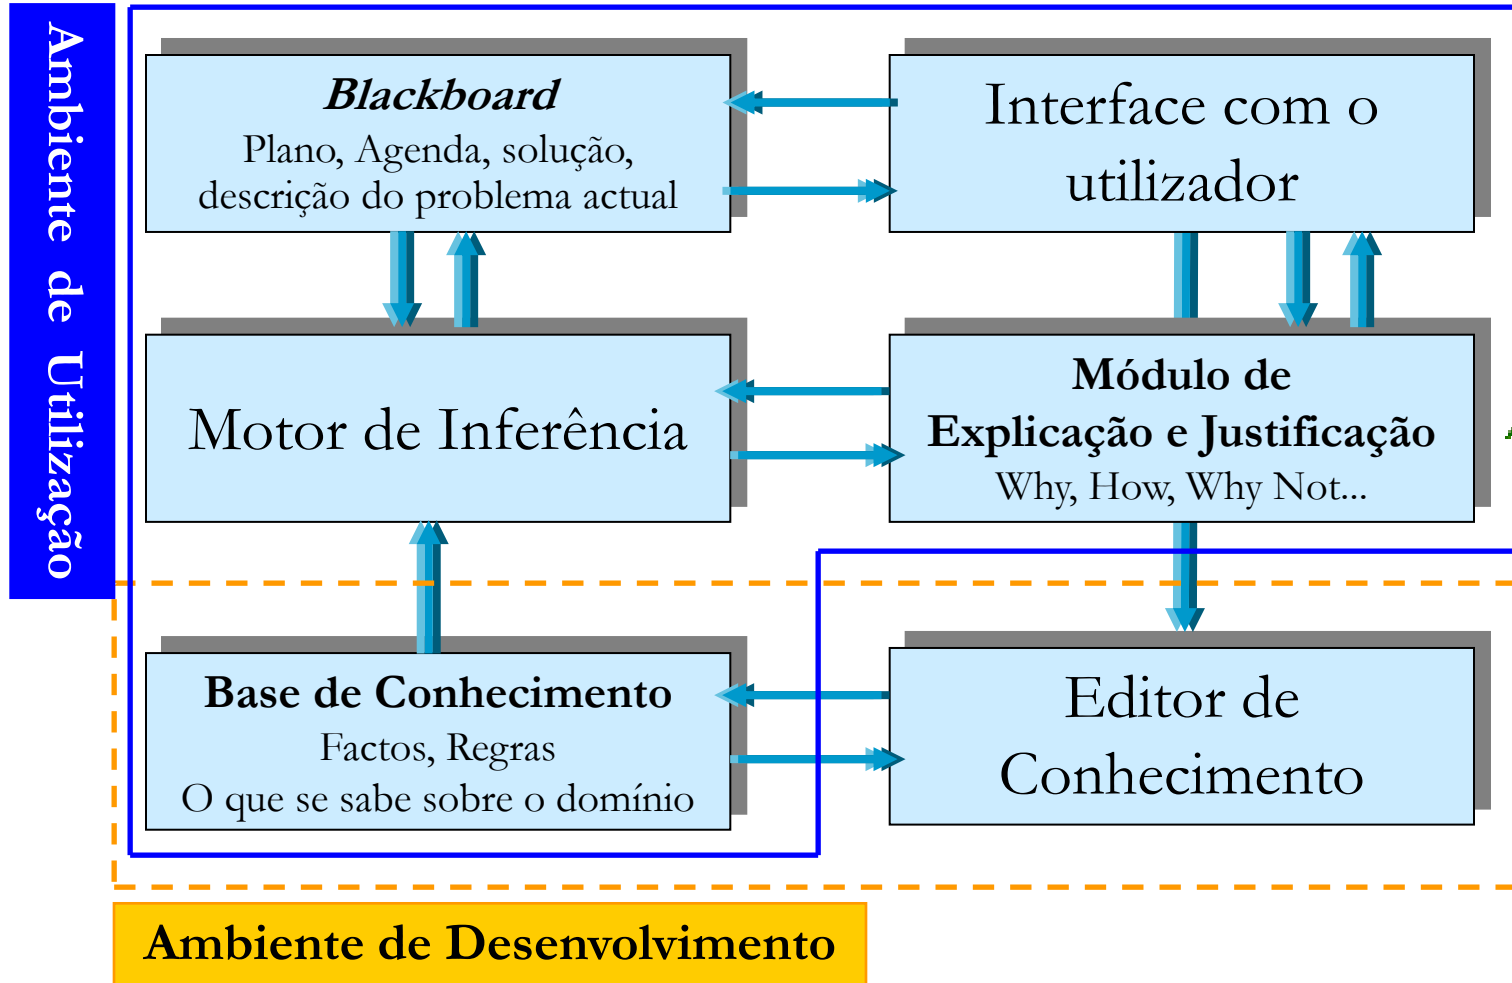 Ambiente de Utilização
Blackboard
Plano, Agenda, solução,
descrição do problema actual
Interface com o
utilizador
Motor de Inferência
Módulo de
Explicação e Justificação
Why, How, Why Not...
Base de Conhecimento
Factos, Regras
O que se sabe sobre o domínio
Editor de
Conhecimento
Ambiente de Desenvolvimento